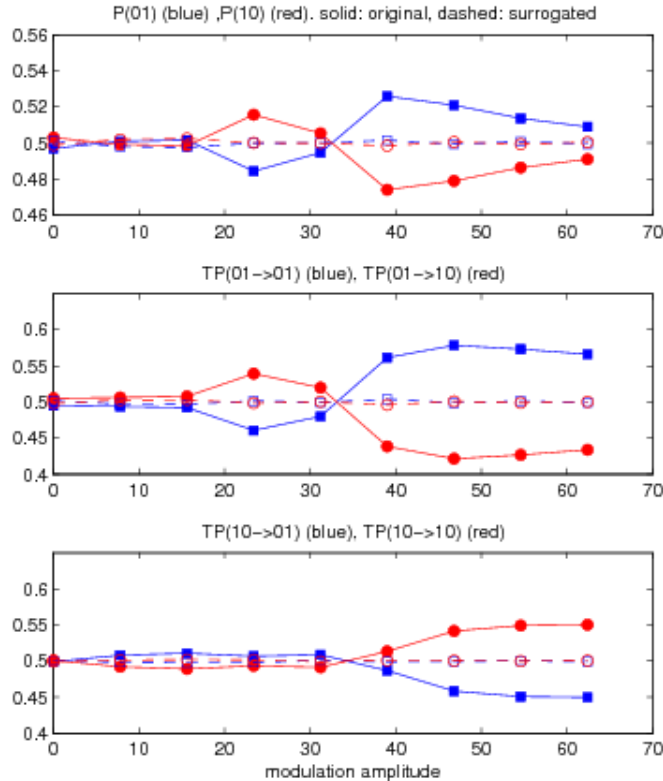 P(01) (blue) ,P(10) (red). solid: original, dashed: surrogated
0.56
0.54
0.52
0.5
0.48
0.46
0 10 20 30 40 50 60 70
TP(01->01) (blue), TP(01->10) (red)
0.6
0.55
0.5
0.45
0.4
0 10 20 30 40 50 60 70
TP(10->01) (blue), TP(10->10) (red)
0.6
0.55
0.5
0.45
0.4
0 10 20 30 40 50 60 70
modulation amplitude